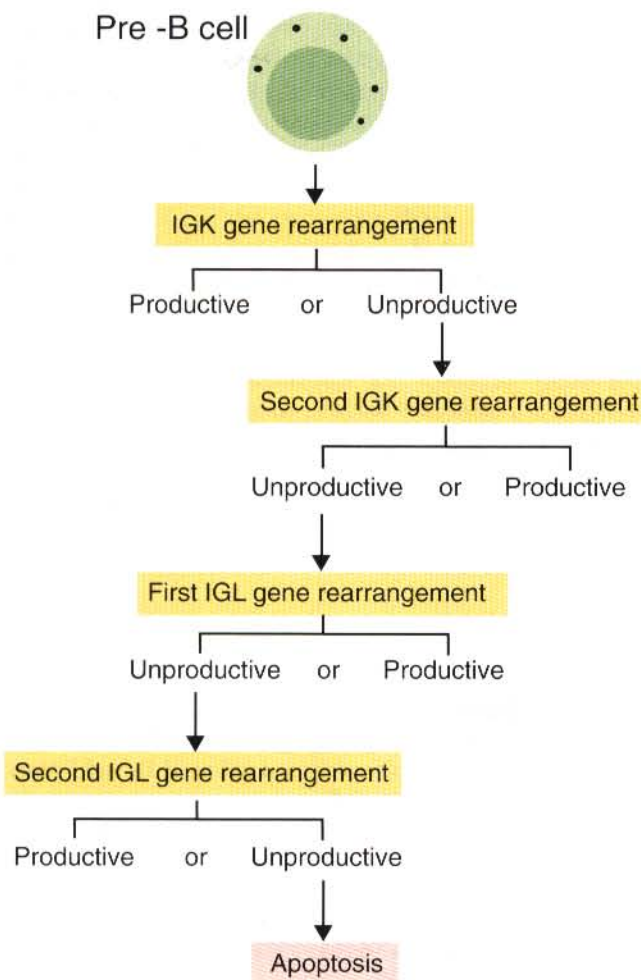 Pre -B cell
IGK gene rearrangement
Productive or Unproductive
Second IGK gene rearrangement
Unproductive or Productive
First IGL gene rearrangement
Unproductive or Productive
Second IGL gene rearrangement
Productive or Unproductive
Apoptosis